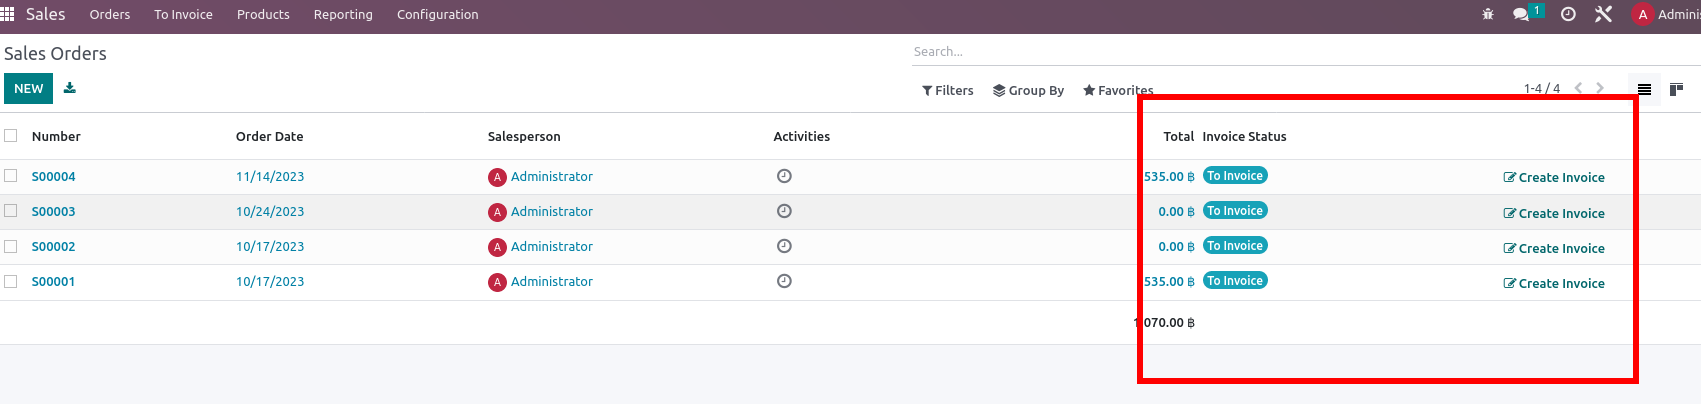 Sales Orders To Invoice Products Reporting Configuration 1 A Adminis
Sales Orders Search...
NEW Filters Group By Favorites 1-4 / 4
Number Order Date Salesperson Activities Total Invoice Status
S00004 11/14/2023 A Administrator 535.00 ฿ To Invoice Create Invoice
S00003 10/24/2023 A Administrator 0.00 ฿ To Invoice Create Invoice
S00002 10/17/2023 A Administrator 0.00 ฿ To Invoice Create Invoice
S00001 10/17/2023 A Administrator 535.00 ฿ To Invoice Create Invoice
1,070.00 ฿